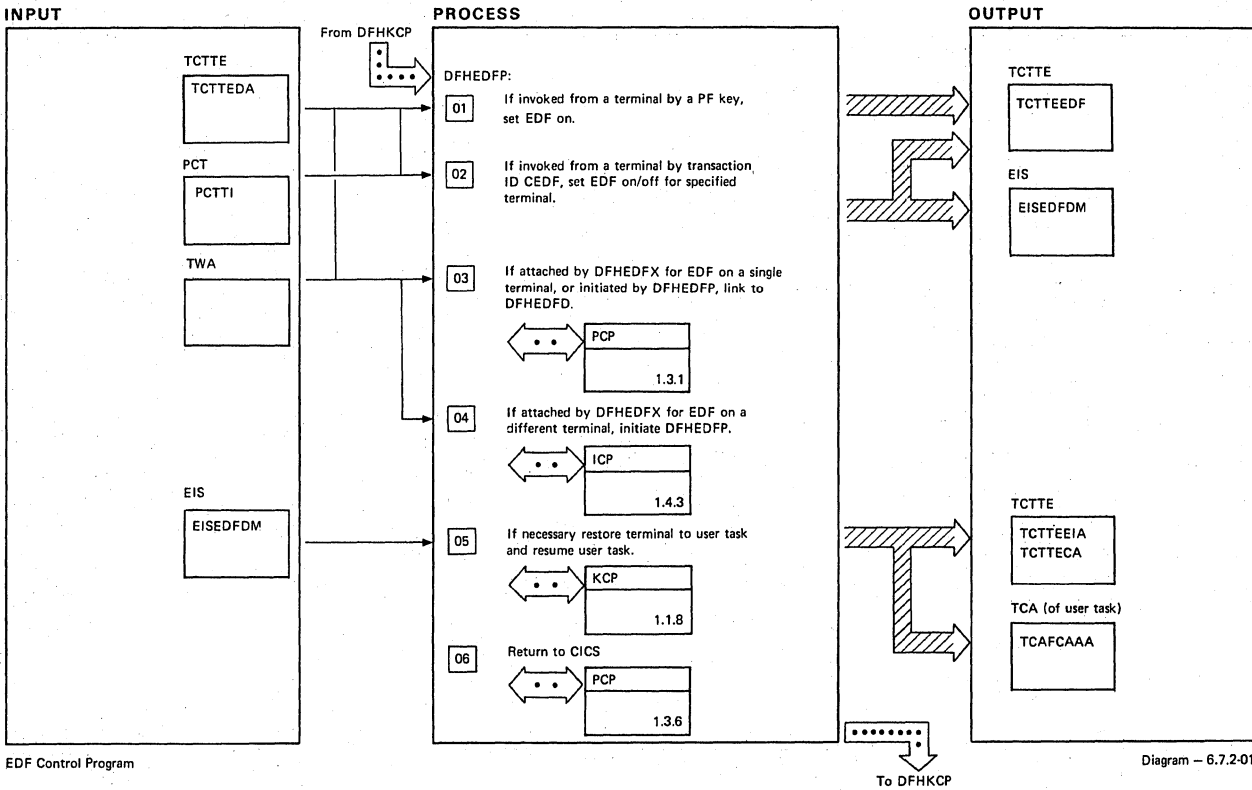 INPUT
PROCESS
OUTPUT
From DFHKCP
TCTTE
TCTTEDA
PCT
PCTTI
TWA
EIS
EISEDFDM
DFHEDFP:
01
If invoked from a terminal by a PF key,
set EDF on.
02
If invoked from a terminal by transaction
ID CEDF, set EDF on/off for specified
terminal.
03
If attached by DFHEDFX for EDF on a single
terminal, or initiated by DFHEDFP, link to
DFHEDFD.
PCP
1.3.1
04
If attached by DFHEDFX for EDF on a
different terminal, initiate DFHEDFP.
ICP
1.4.3
05
If necessary restore terminal to user task
and resume user task.
KCP
1.1.8
06
Return to CICS
PCP
1.3.6
TCTTE
TCTTEEDF
EIS
EISEDFDM
TCTTE
TCTTEEIA
TCTTECA
TCA (of user task)
TCAFCAAA
EDF Control Program
To DFHKCP
Diagram — 6.7.2-01